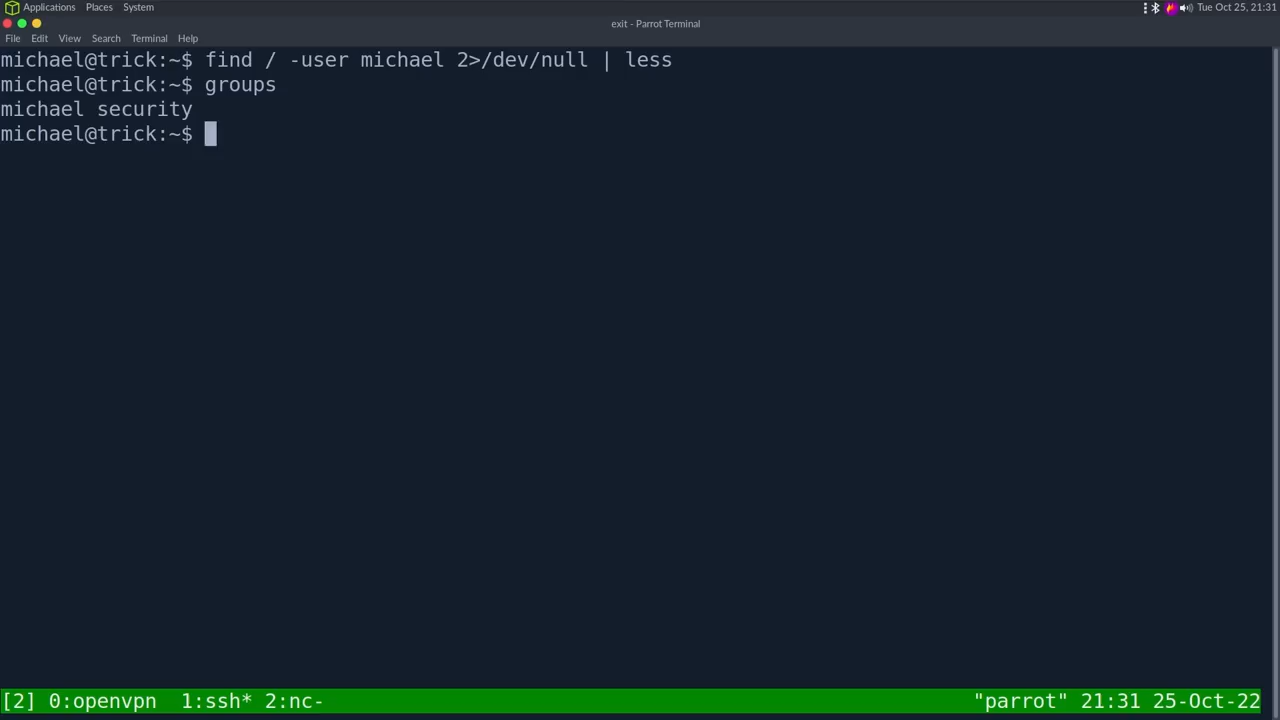 Applications Places System Tue Oct 25, 21:31
exit - Parrot Terminal
File Edit View Search Terminal Help
michael@trick:~$ find / -user michael 2>/dev/null | less
michael@trick:~$ groups
michael security
michael@trick:~$
[2] 0:openvpn 1:ssh* 2:nc- "parrot" 21:31 25-Oct-22